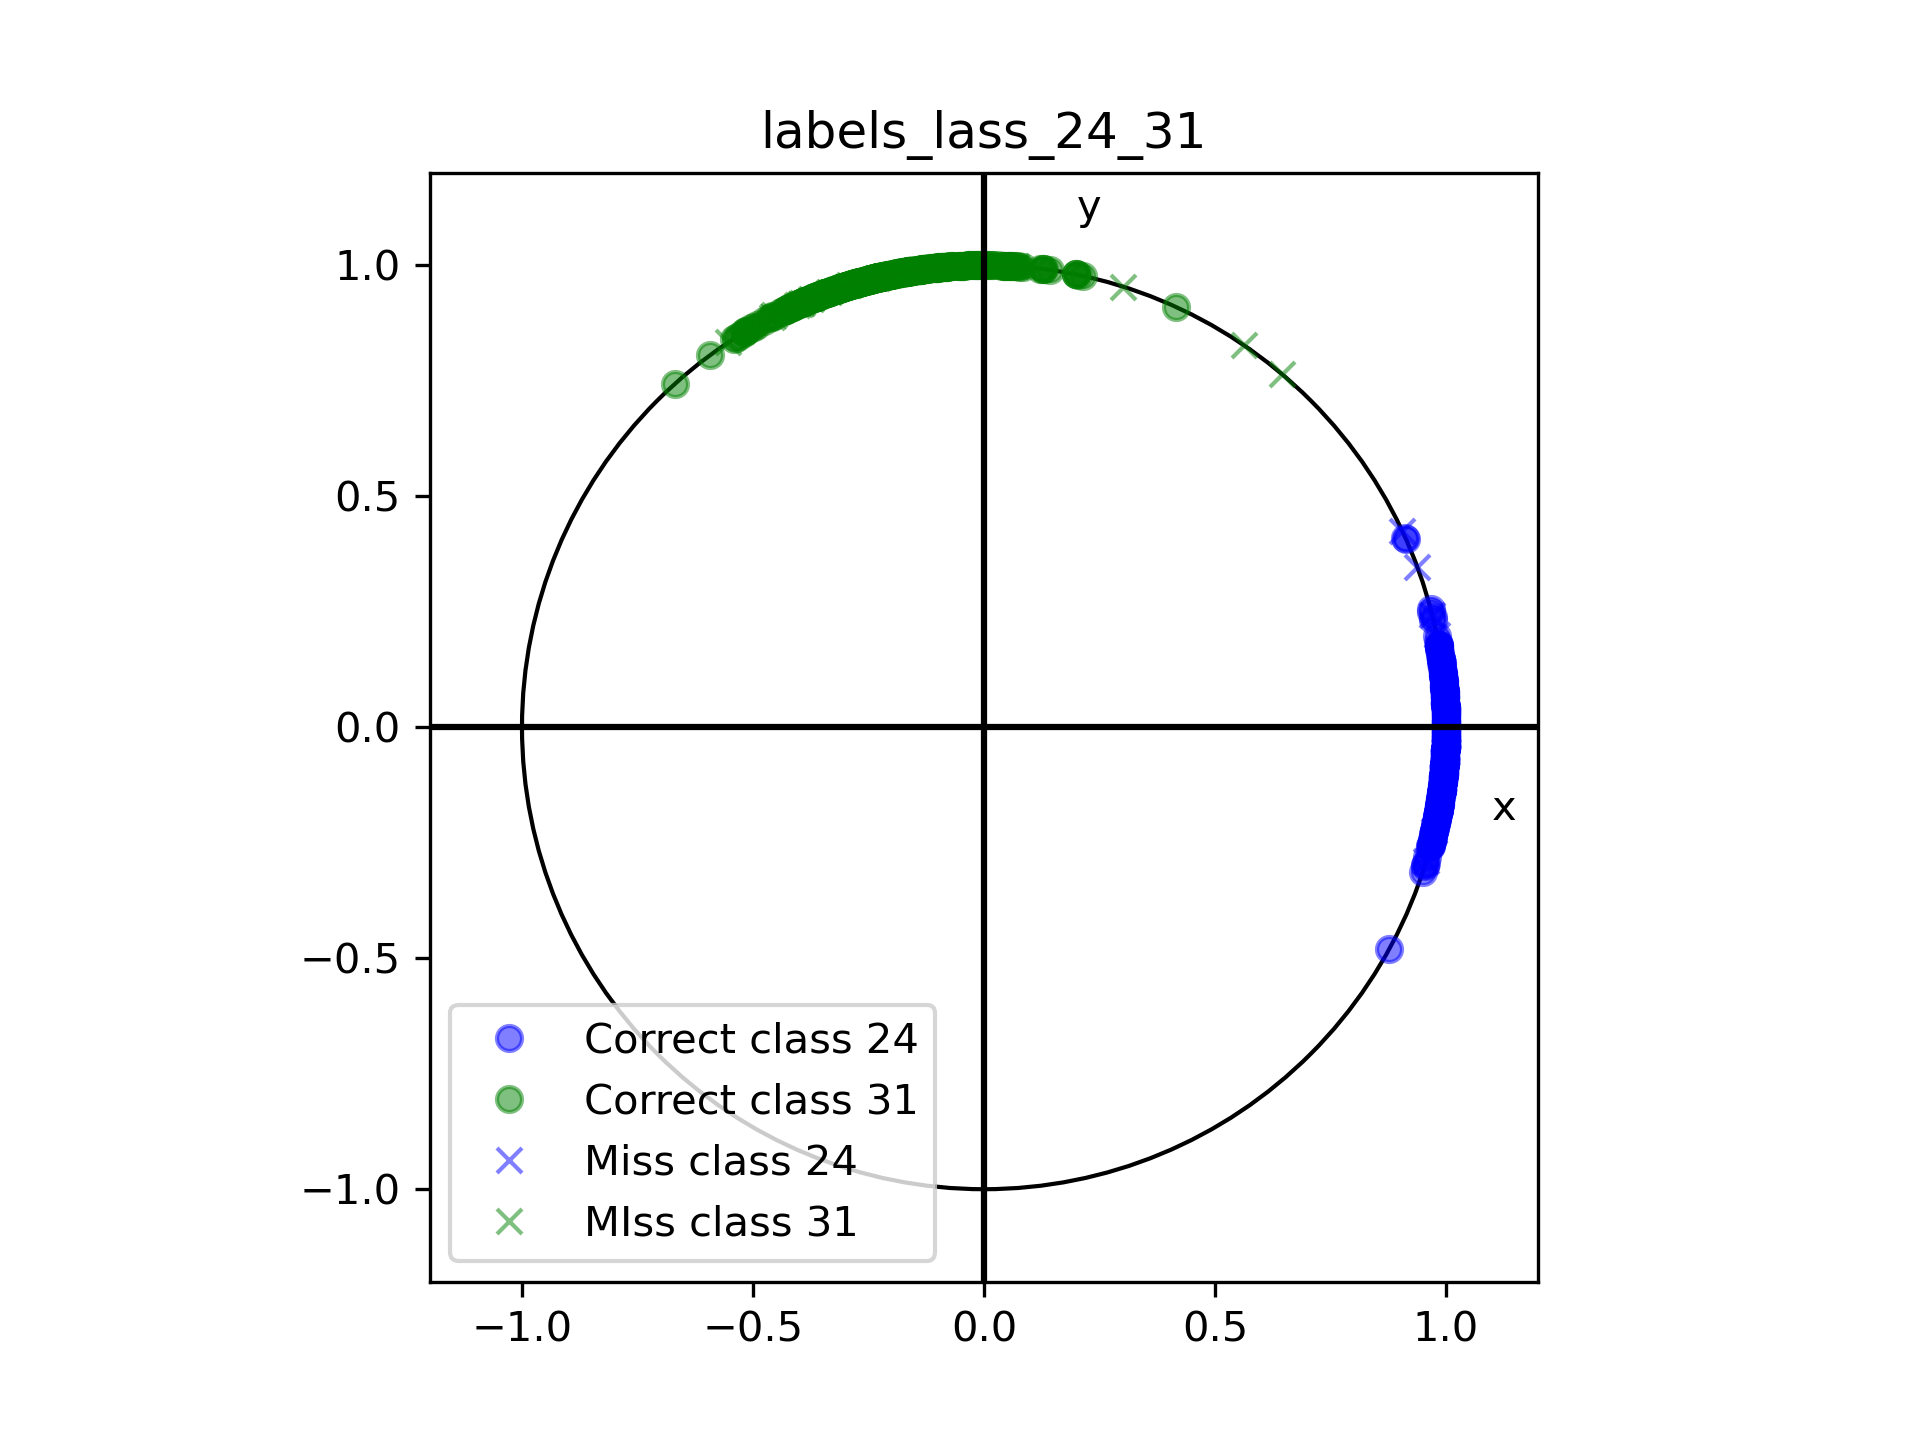 labels_lass_24_31
y
1.0
0.5
0.0
−0.5
−1.0
x
Correct class 24
Correct class 31
Miss class 24
MIss class 31
−1.0 −0.5 0.0 0.5 1.0